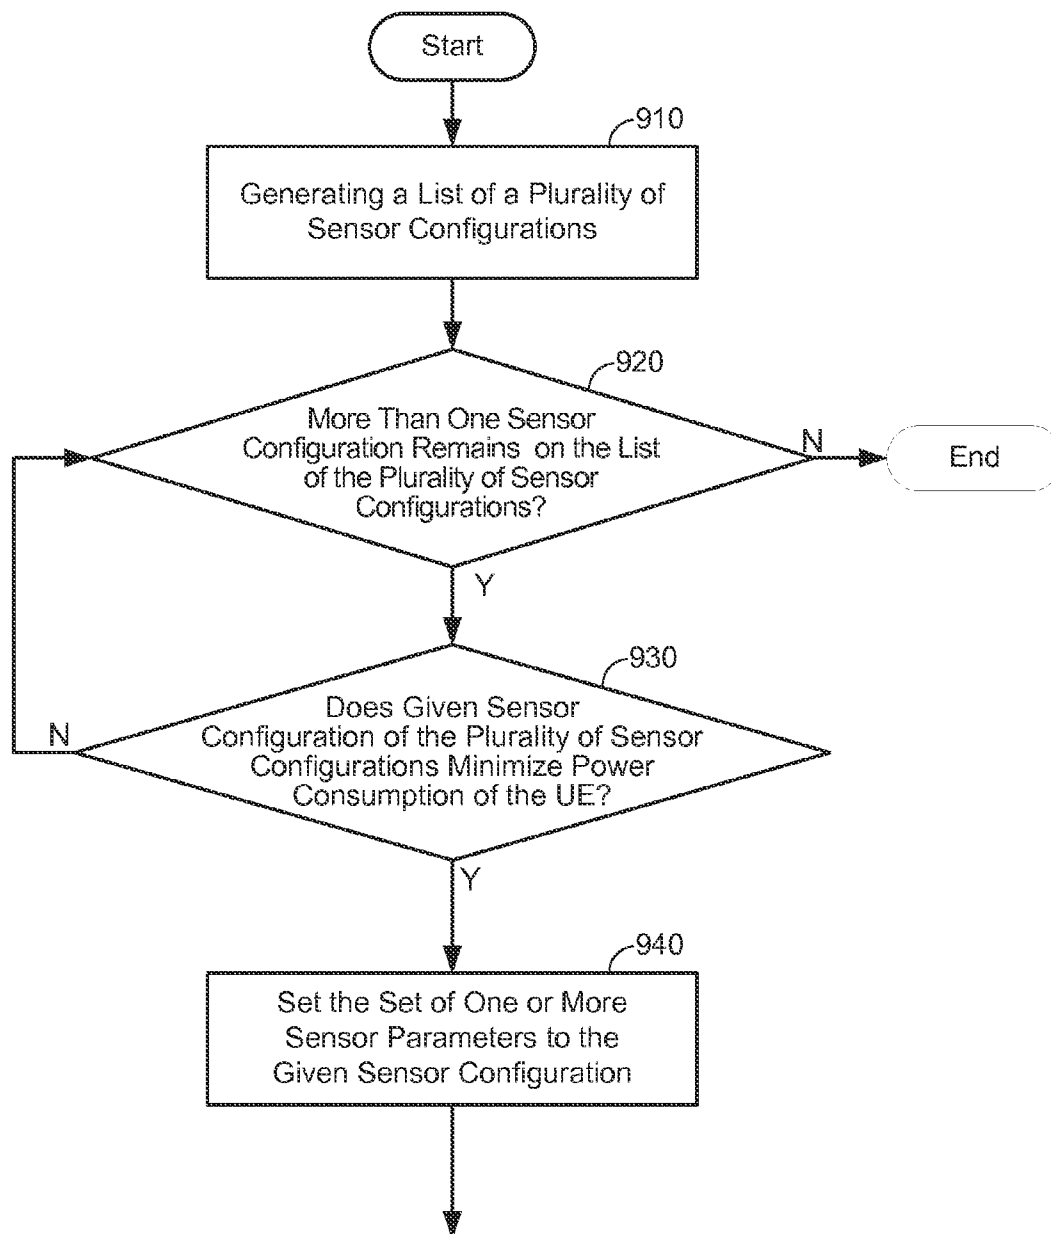 Start
910
Generating a List of a Plurality of
Sensor Configurations
920
More Than One Sensor
Configuration Remains on the List
of the Plurality of Sensor
Configurations?
N
End
Y
930
Does Given Sensor
Configuration of the Plurality of Sensor
Configurations Minimize Power
Consumption of the UE?
N
Y
940
Set the Set of One or More
Sensor Parameters to the
Given Sensor Configuration